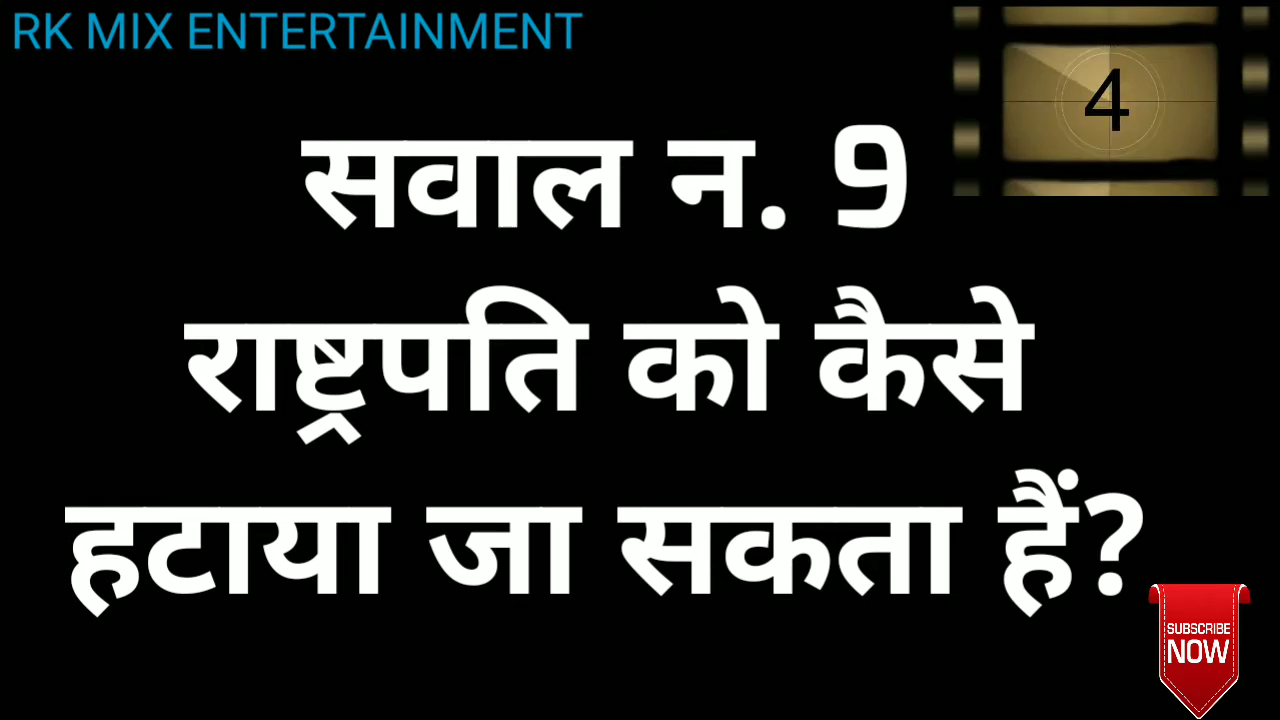 RK MIX ENTERTAINMENT
4
सवाल न. 9
राष्ट्रपति को कैसे
हटाया जा सकता हैं?
SUBSCRIBE
NOW